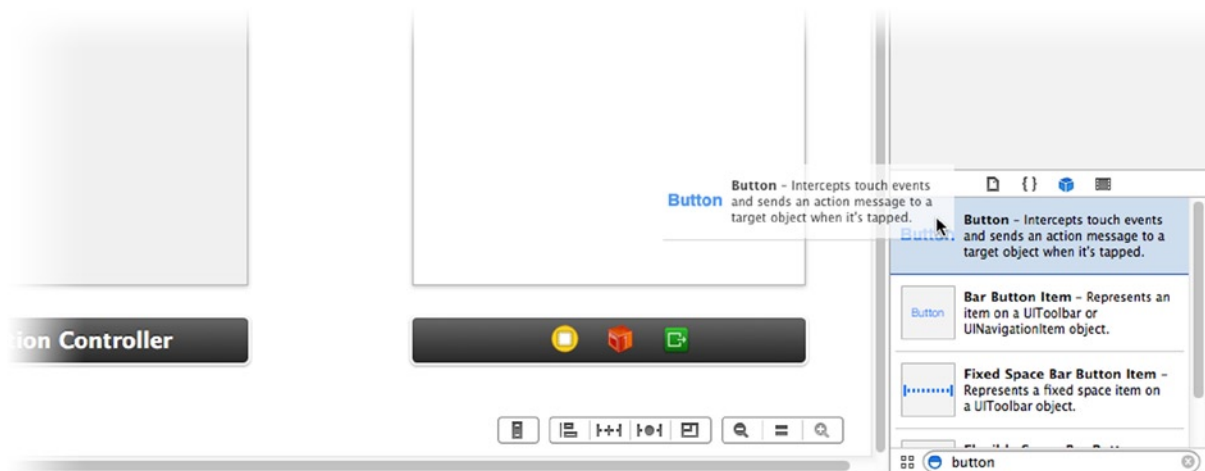 Button
Button – Intercepts touch events
and sends an action message to a
target object when it's tapped.
{ }
Button
Button – Intercepts touch events
and sends an action message to a
target object when it's tapped.
Button
Bar Button Item – Represents an
item on a UIToolbar or
UINavigationItem object.
tion Controller
Fixed Space Bar Button Item –
Represents a fixed space item on
a UIToolbar object.
button